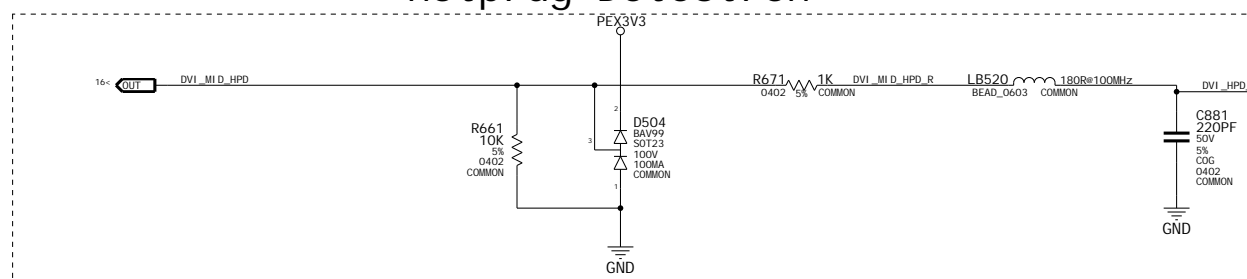 PEX3V3
16<
OUT
DVI_MID_HPD
R671
1K
0402
5%
COMMON
DVI_MID_HPD_R
LB520
180R@100MHz
BEAD_0603
COMMON
DVI_HPD_
R661
10K
5%
0402
COMMON
2
3
1
D504
BAV99
SOT23
100V
100MA
COMMON
C881
220PF
50V
5%
COG
0402
COMMON
GND
GND